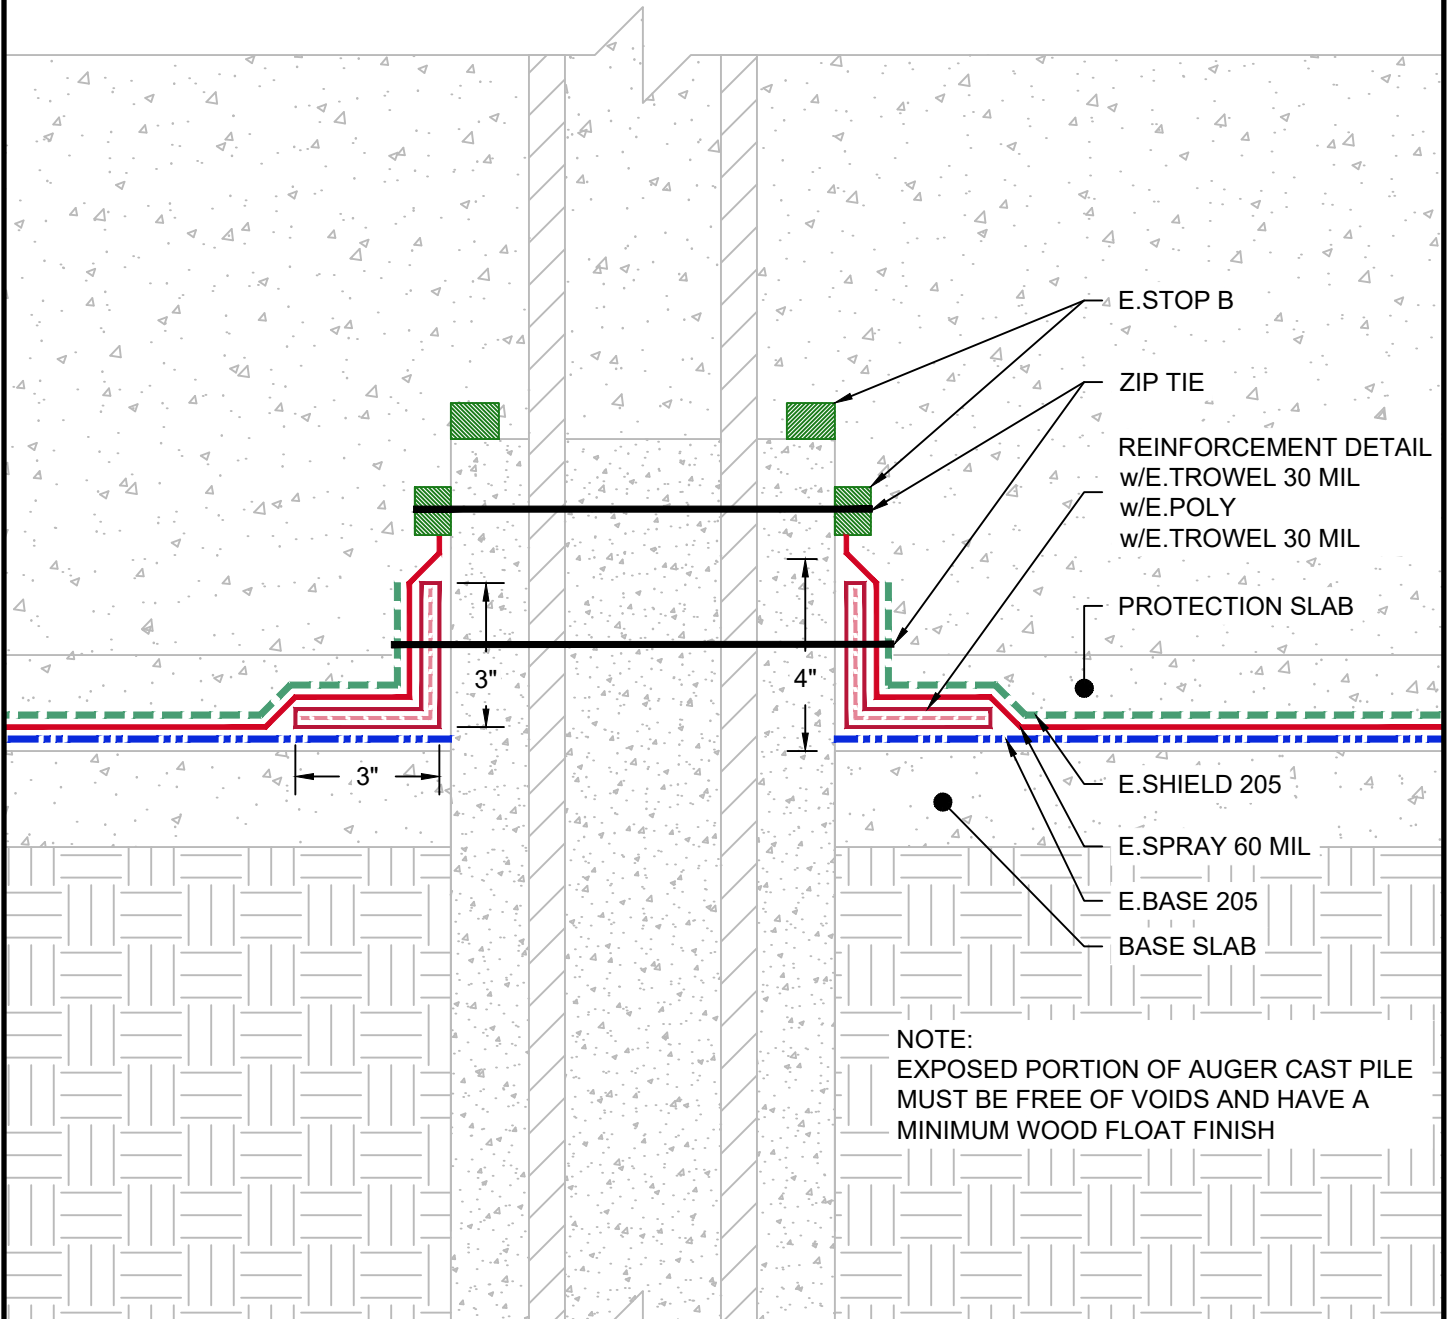 E.STOP B
ZIP TIE
REINFORCEMENT DETAIL
w/E.TROWEL 30 MIL
w/E.POLY
w/E.TROWEL 30 MIL
PROTECTION SLAB
3"
4"
3"
E.SHIELD 205
E.SPRAY 60 MIL
E.BASE 205
BASE SLAB
NOTE:
EXPOSED PORTION OF AUGER CAST PILE
MUST BE FREE OF VOIDS AND HAVE A
MINIMUM WOOD FLOAT FINISH